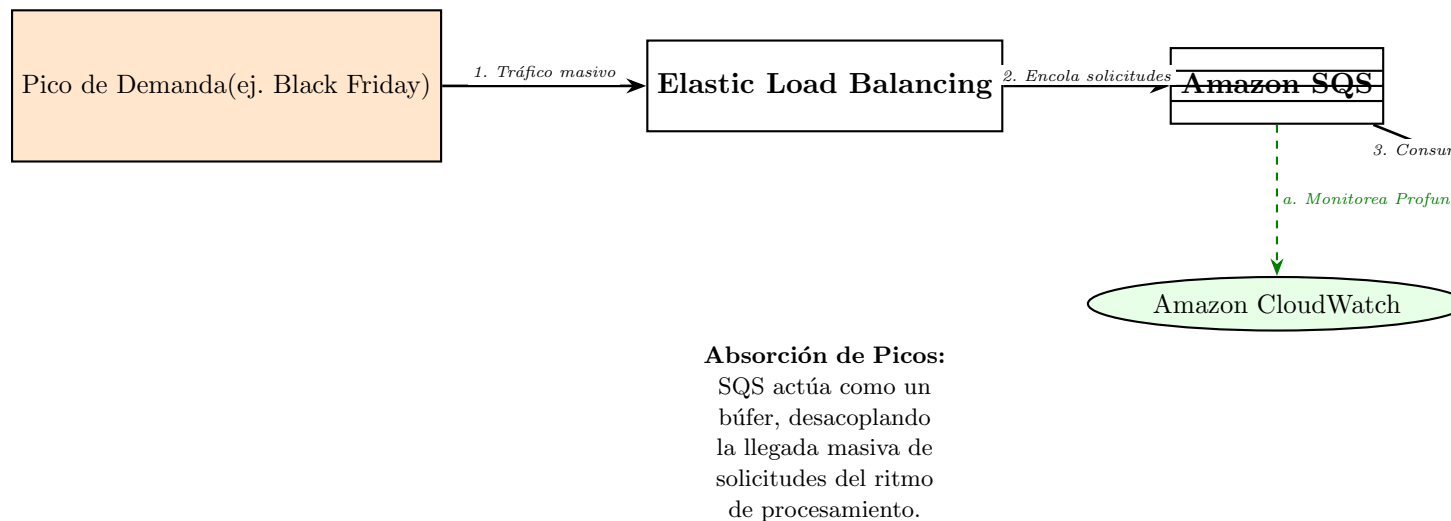 Pico de Demanda(ej. Black Friday)
1. Tráfico masivo
Elastic Load Balancing
2. Encola solicitudes
Amazon SQS
3. Consum
a. Monitorea Profun
Amazon CloudWatch
Absorción de Picos:
SQS actúa como un
búfer, desacoplando
la llegada masiva de
solicitudes del ritmo
de procesamiento.